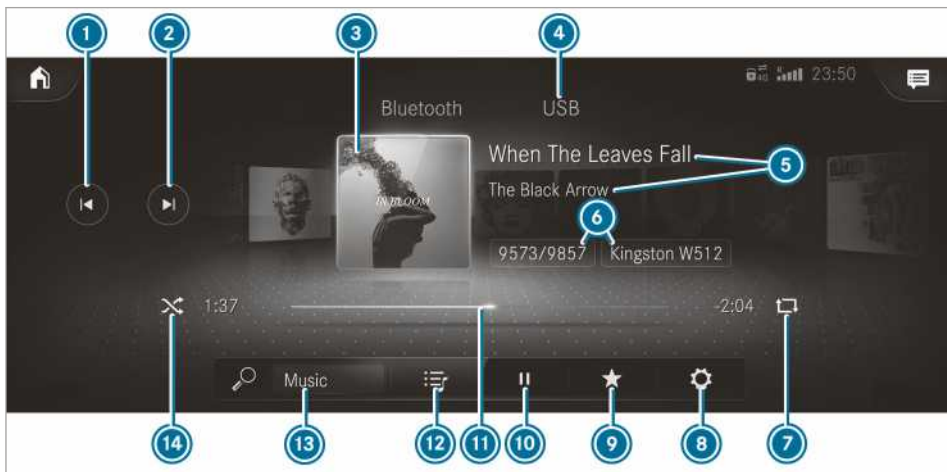 1 2 3 4
4G 23:50
Bluetooth USB
When The Leaves Fall
5
The Black Arrow
IN BLOOM
6
9573/9857 Kingston W512
1:37 -2:04
Music
14 13 12 11 10 9 8 7